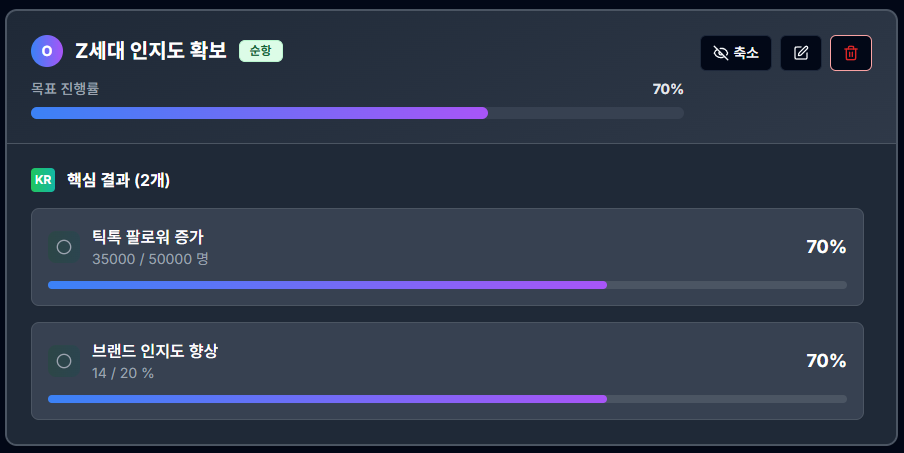 O Z세대 인지도 확보 순항 축소
목표 진행률 70%
KR 핵심 결과 (2개)
틱톡 팔로워 증가
35000 / 50000 명
70%
브랜드 인지도 향상
14 / 20 %
70%